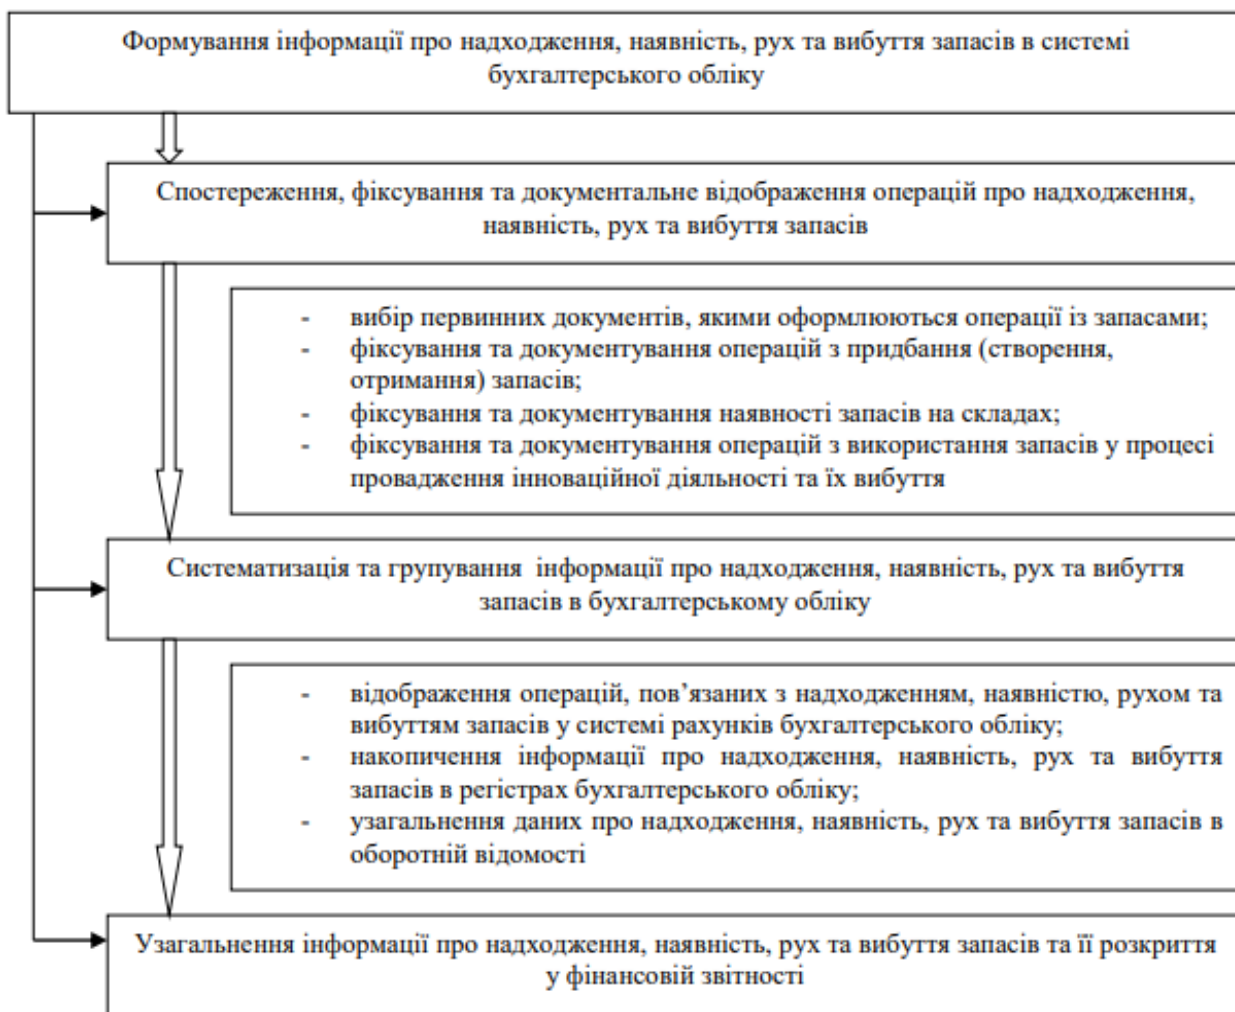 Формування інформації про надходження, наявність, рух та вибуття запасів в системі
бухгалтерського обліку
Спостереження, фіксування та документальне відображення операцій про надходження,
наявність, рух та вибуття запасів
- вибір первинних документів, якими оформлюються операції із запасами;
- фіксування та документування операцій з придбання (створення,
отримання) запасів;
- фіксування та документування наявності запасів на складах;
- фіксування та документування операцій з використання запасів у процесі
провадження інноваційної діяльності та їх вибуття
Систематизація та групування інформації про надходження, наявність, рух та вибуття
запасів в бухгалтерському обліку
- відображення операцій, пов’язаних з надходженням, наявністю, рухом та
вибуттям запасів у системі рахунків бухгалтерського обліку;
- накопичення інформації про надходження, наявність, рух та вибуття
запасів в регістрах бухгалтерського обліку;
- узагальнення даних про надходження, наявність, рух та вибуття запасів в
оборотній відомості
Узагальнення інформації про надходження, наявність, рух та вибуття запасів та її розкриття
у фінансовій звітності